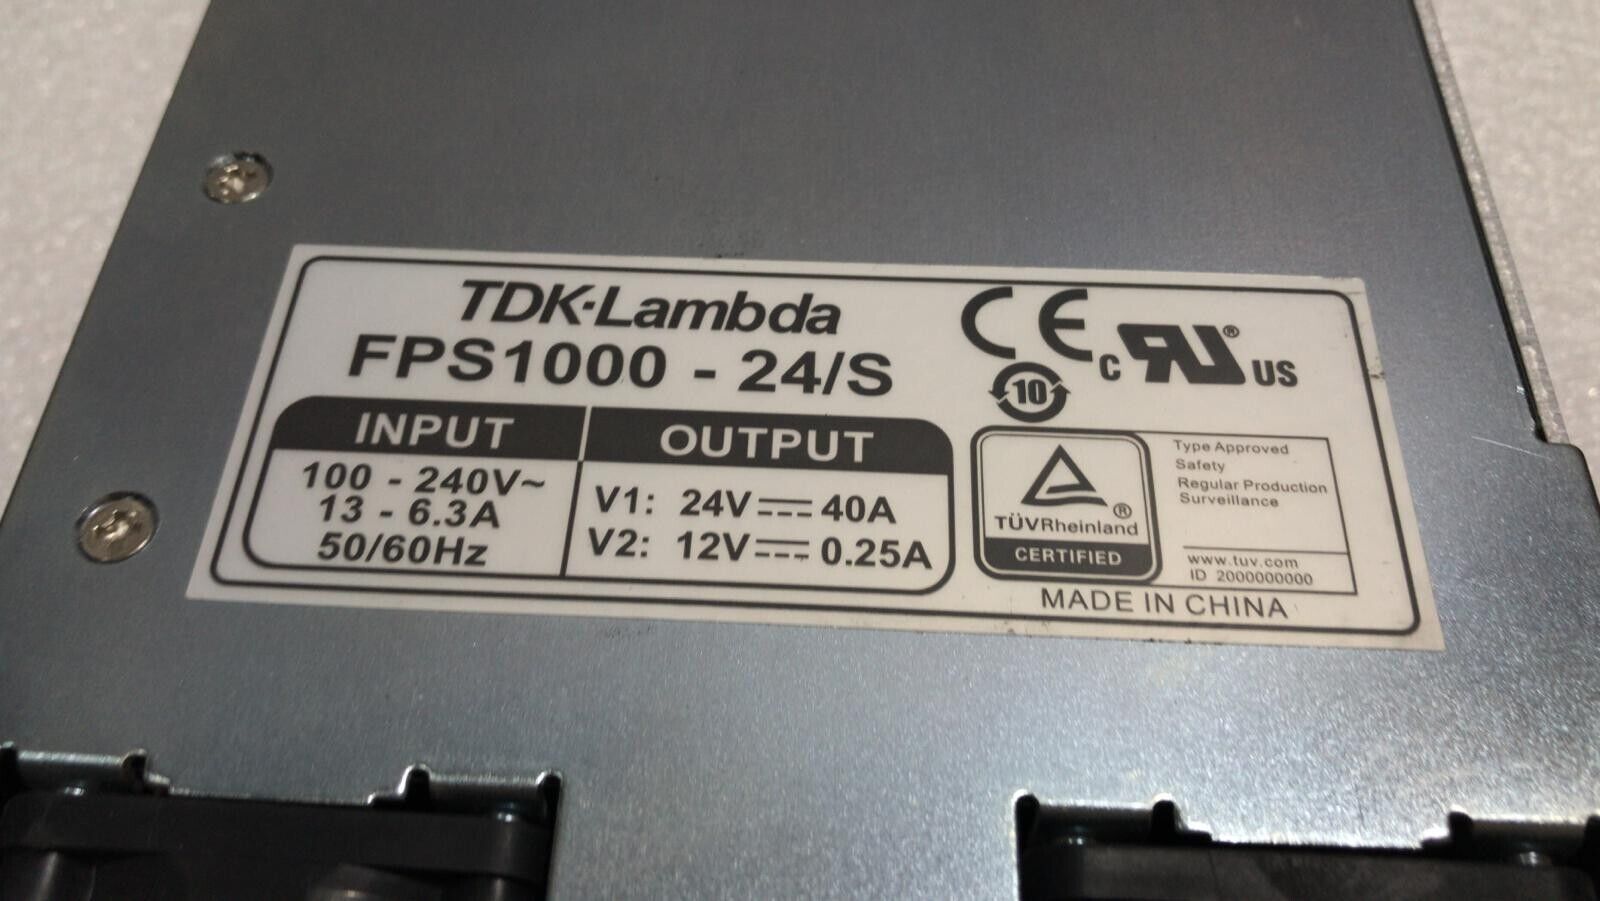 TDK·Lambda
FPS1000 - 24/S
INPUT
100 - 240V~
13 - 6.3A
50/60Hz
OUTPUT
V1: 24V⎓40A
V2: 12V⎓0.25A
CE
c RU® US
10
TÜVRheinland®
CERTIFIED
Type Approved
Safety
Regular Production
Surveillance
www.tuv.com
ID 2000000000
MADE IN CHINA